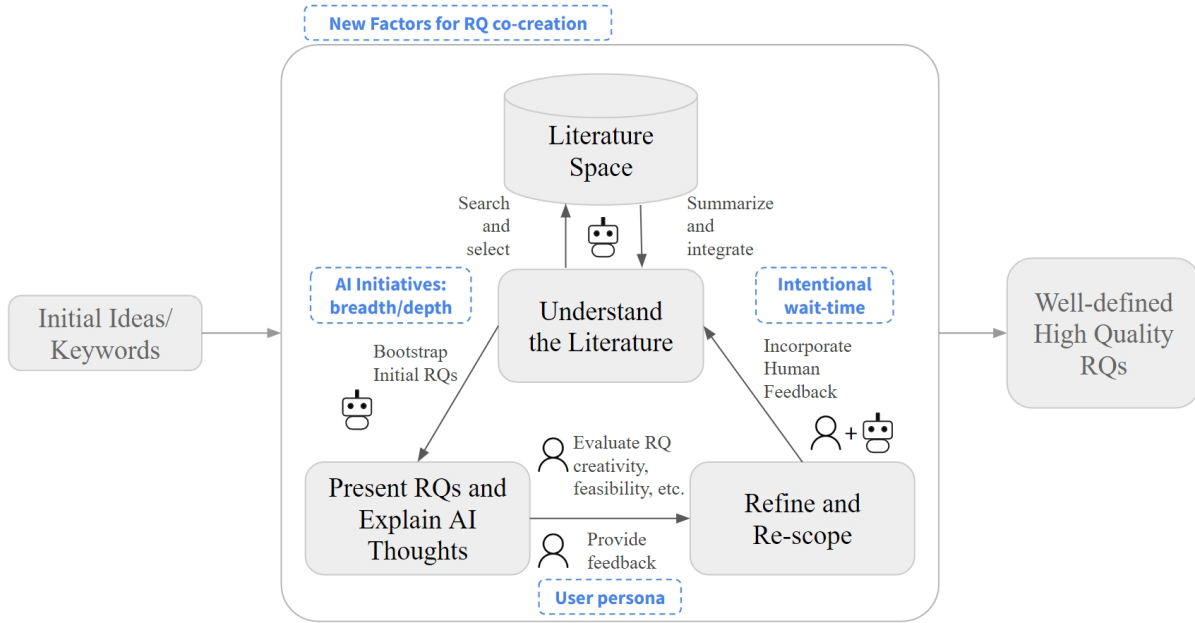 New Factors for RQ co-creation
Literature
Space
Search
and
select
Summarize
and
integrate
AI Initiatives:
breadth/depth
Intentional
wait-time
Initial Ideas/
Keywords
Understand
the Literature
Well-defined
High Quality
RQs
Bootstrap
Initial RQs
Incorporate
Human
Feedback
+
Present RQs and
Explain AI
Thoughts
Evaluate RQ
creativity,
feasibility, etc.
Provide
feedback
Refine and
Re-scope
User persona